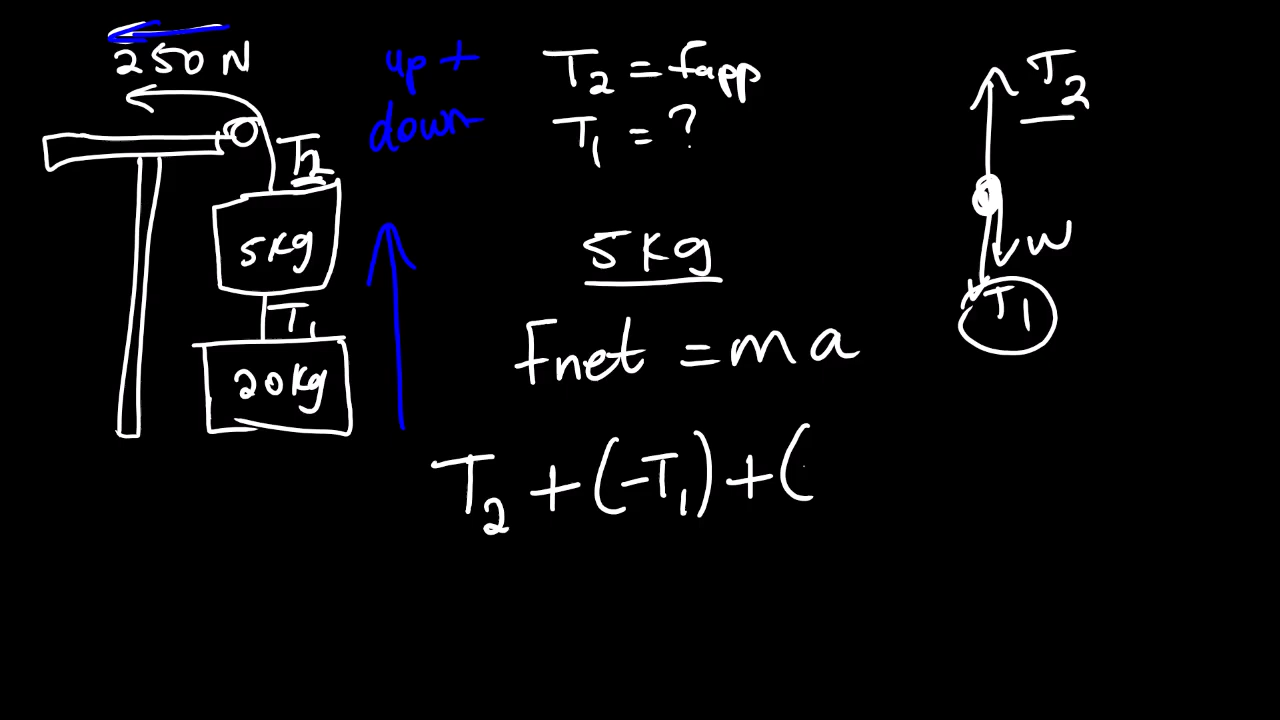 250 N
T2
5kg
T1
20kg
up +
down -
T2 = fapp
T1 = ?
5kg
Fnet = ma
T2 + (-T1) + (
T2
W
T1